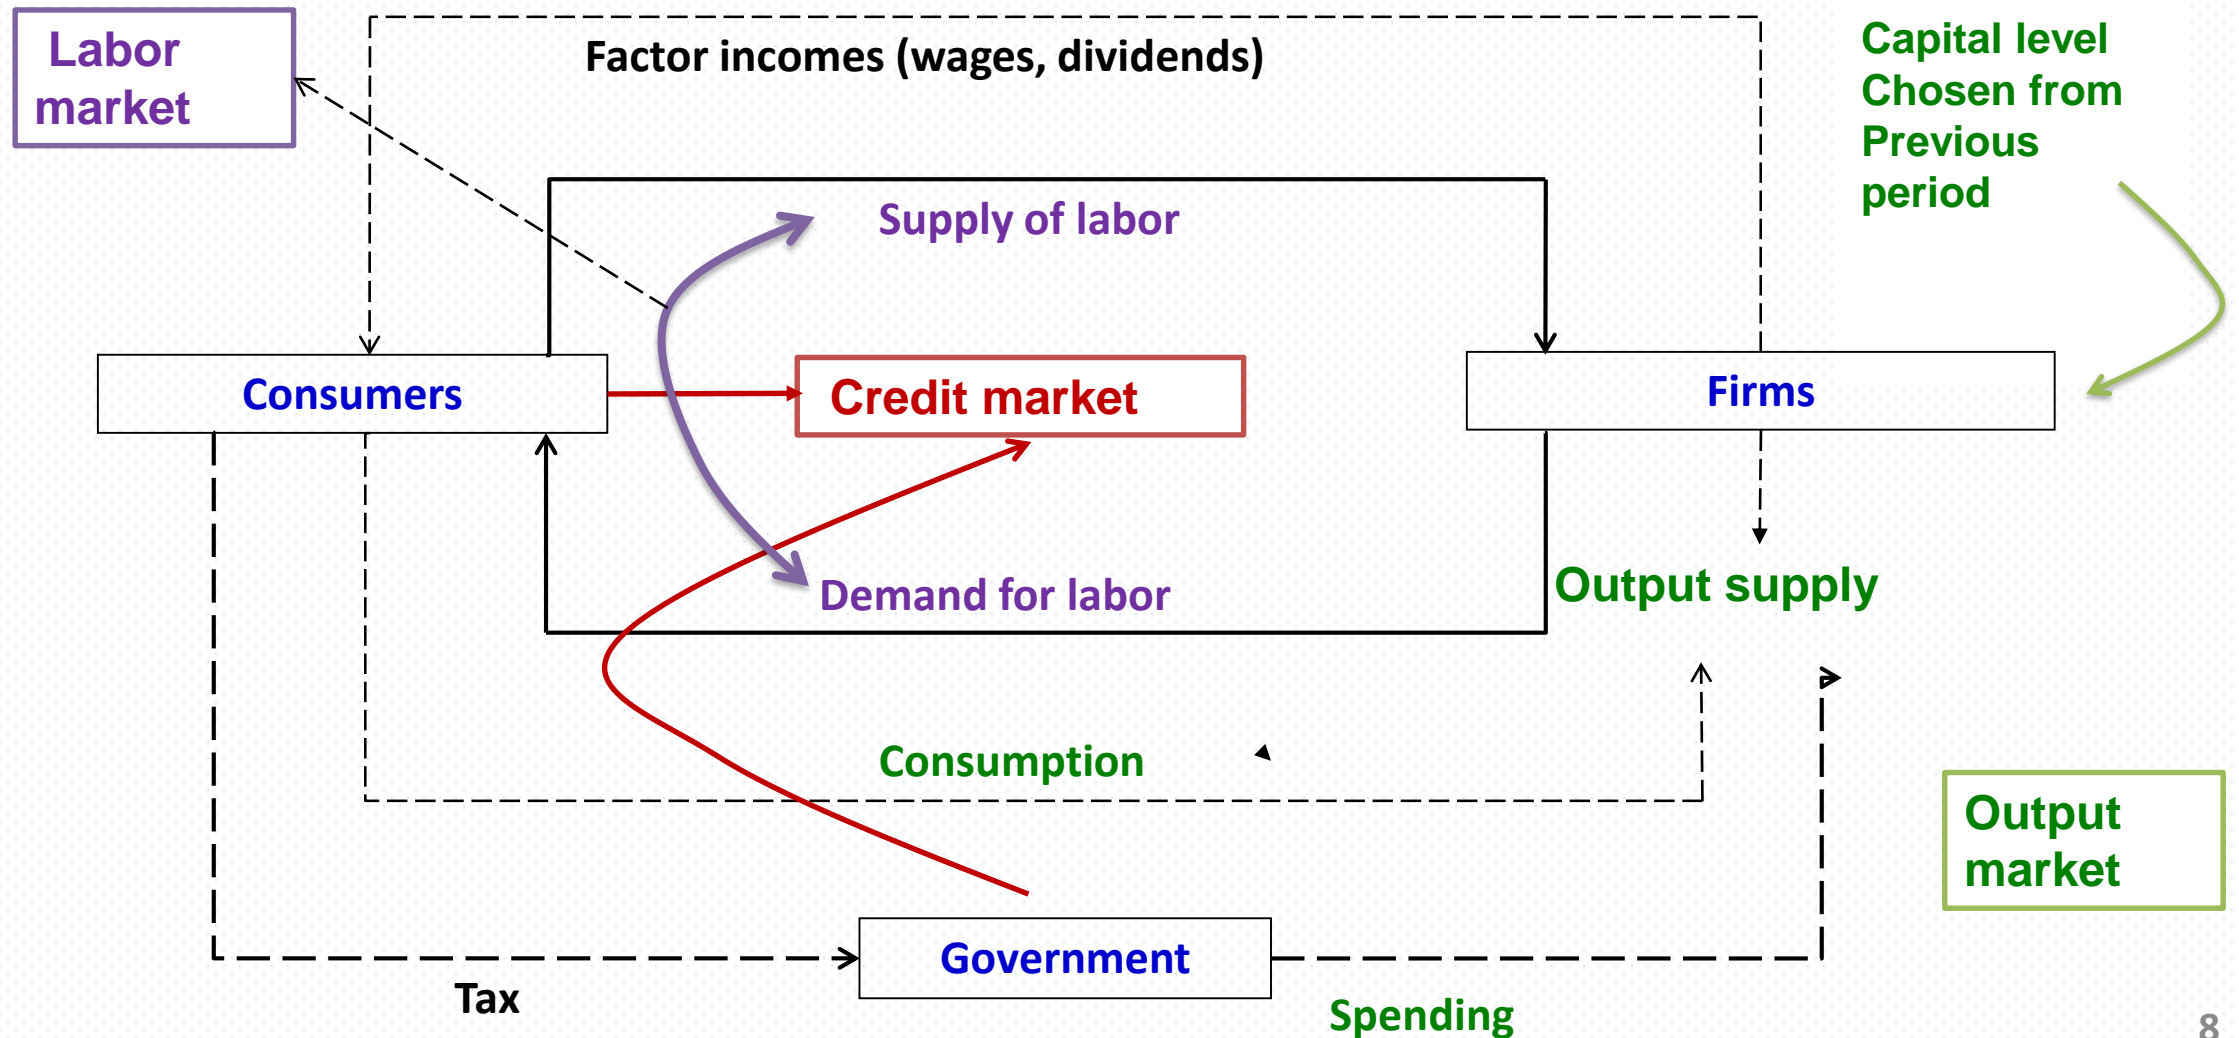 Labor
market
Factor incomes (wages, dividends)
Capital level
Chosen from
Previous
period
Supply of labor
Consumers
Credit market
Firms
Demand for labor
Output supply
Consumption
Output
market
Government
Tax
Spending
8